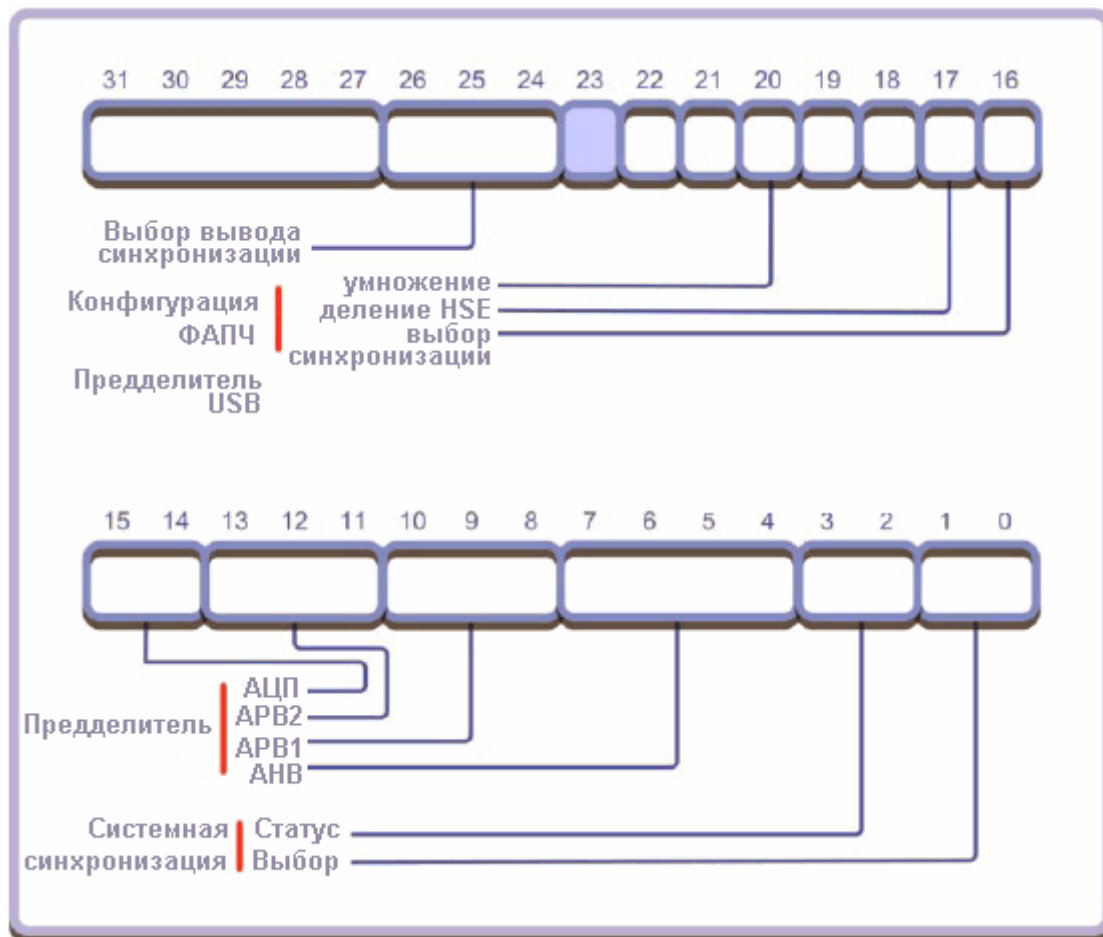 31 30 29 28 27 26 25 24 23 22 21 20 19 18 17 16
Выбор вывода
синхронизации
Конфигурация
ФАПЧ
умножение
деление HSE
выбор
синхронизации
Предделитель
USB
15 14 13 12 11 10 9 8 7 6 5 4 3 2 1 0
Предделитель
АЦП
APB2
APB1
AHB
Системная
синхронизация
Статус
Выбор